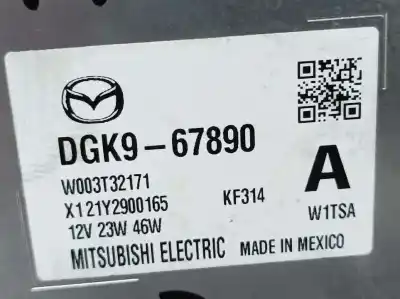 DGK9-67890
W003T32171
X121Y2900165 KF314
12V 23W 46W
A
W1TSA
MITSUBISHI ELECTRIC MADE IN MEXICO